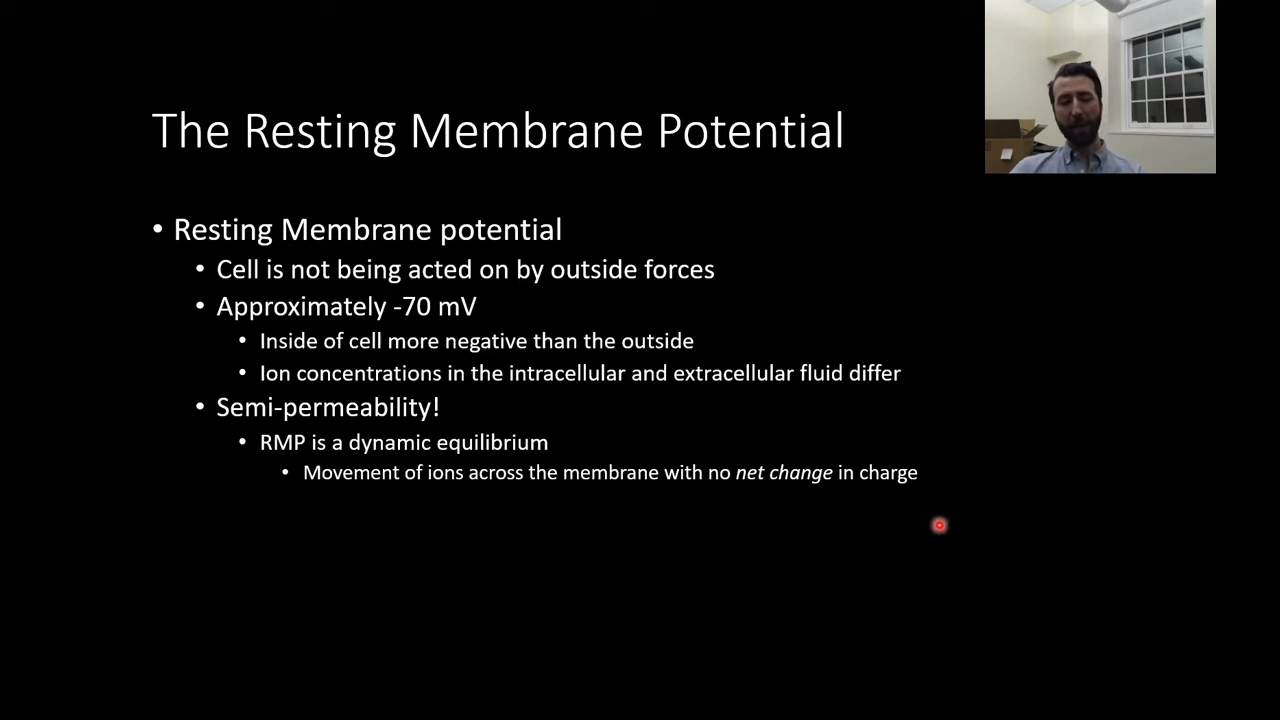 The Resting Membrane Potential
• Resting Membrane potential
• Cell is not being acted on by outside forces
• Approximately -70 mV
• Inside of cell more negative than the outside
• Ion concentrations in the intracellular and extracellular fluid differ
• Semi-permeability!
• RMP is a dynamic equilibrium
• Movement of ions across the membrane with no net change in charge